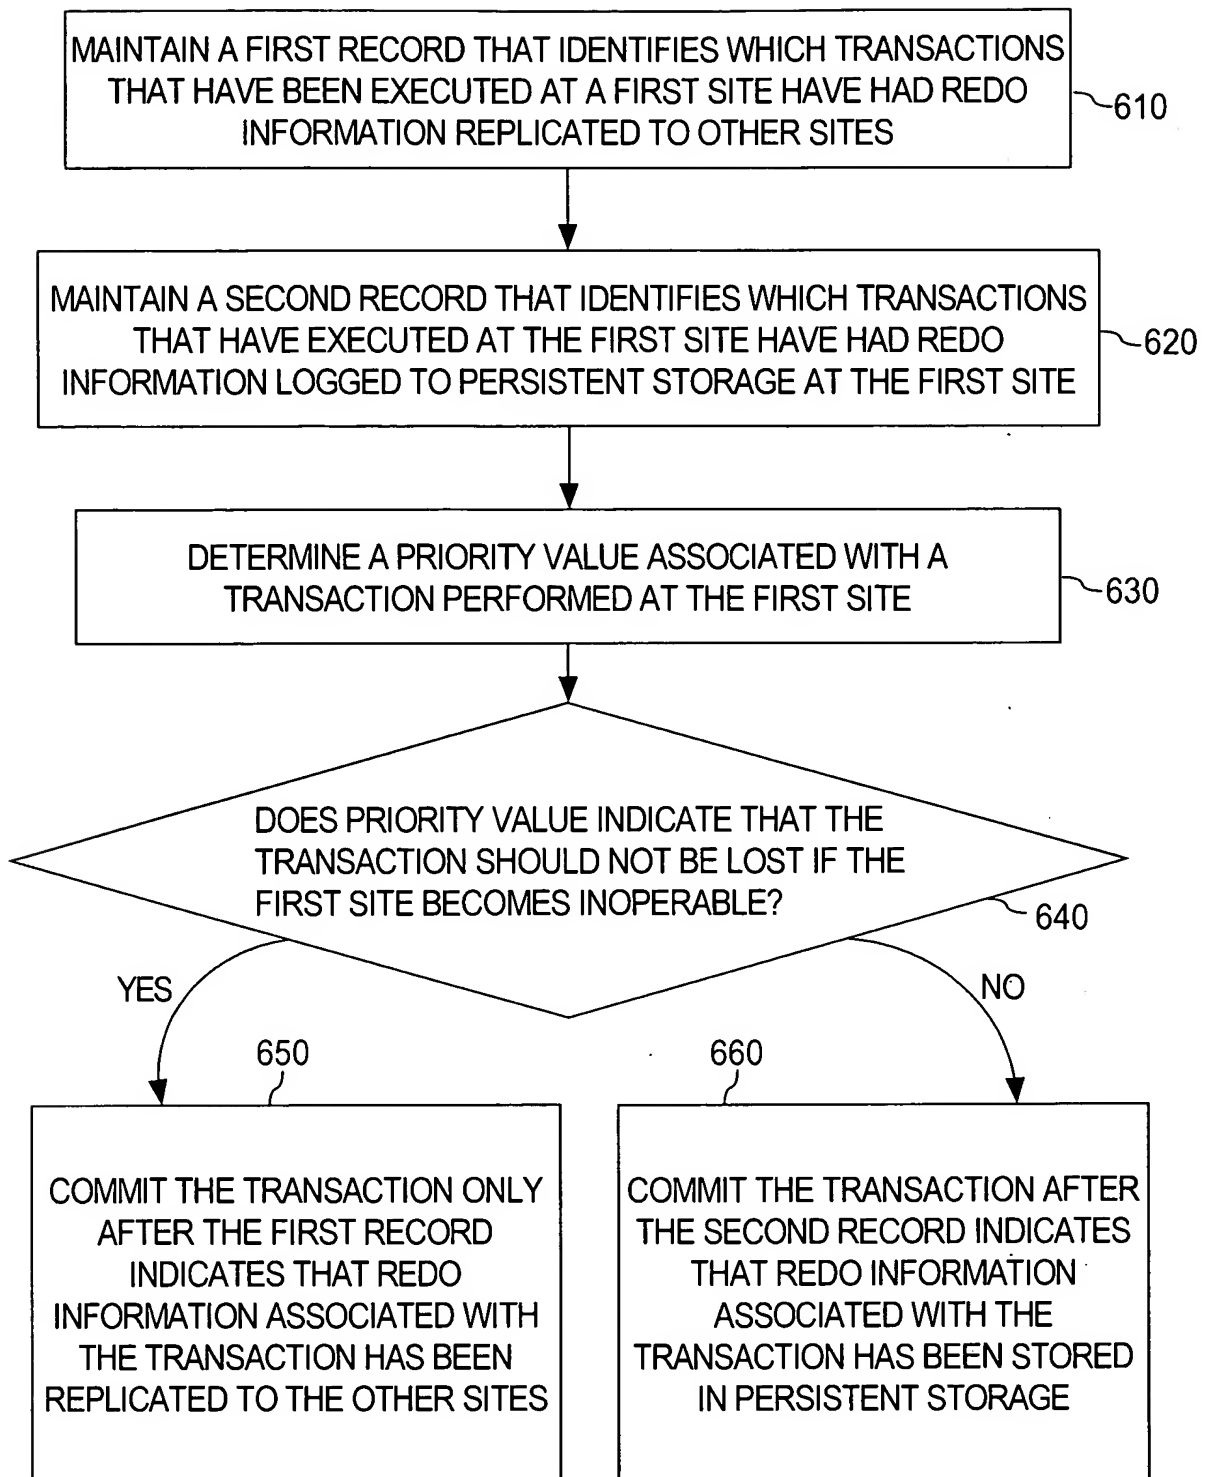 MAINTAIN A FIRST RECORD THAT IDENTIFIES WHICH TRANSACTIONS
THAT HAVE BEEN EXECUTED AT A FIRST SITE HAVE HAD REDO
INFORMATION REPLICATED TO OTHER SITES
610
MAINTAIN A SECOND RECORD THAT IDENTIFIES WHICH TRANSACTIONS
THAT HAVE EXECUTED AT THE FIRST SITE HAVE HAD REDO
INFORMATION LOGGED TO PERSISTENT STORAGE AT THE FIRST SITE
620
DETERMINE A PRIORITY VALUE ASSOCIATED WITH A
TRANSACTION PERFORMED AT THE FIRST SITE
630
DOES PRIORITY VALUE INDICATE THAT THE
TRANSACTION SHOULD NOT BE LOST IF THE
FIRST SITE BECOMES INOPERABLE?
640
YES
NO
650
COMMIT THE TRANSACTION ONLY
AFTER THE FIRST RECORD
INDICATES THAT REDO
INFORMATION ASSOCIATED WITH
THE TRANSACTION HAS BEEN
REPLICATED TO THE OTHER SITES
660
COMMIT THE TRANSACTION AFTER
THE SECOND RECORD INDICATES
THAT REDO INFORMATION
ASSOCIATED WITH THE
TRANSACTION HAS BEEN STORED
IN PERSISTENT STORAGE